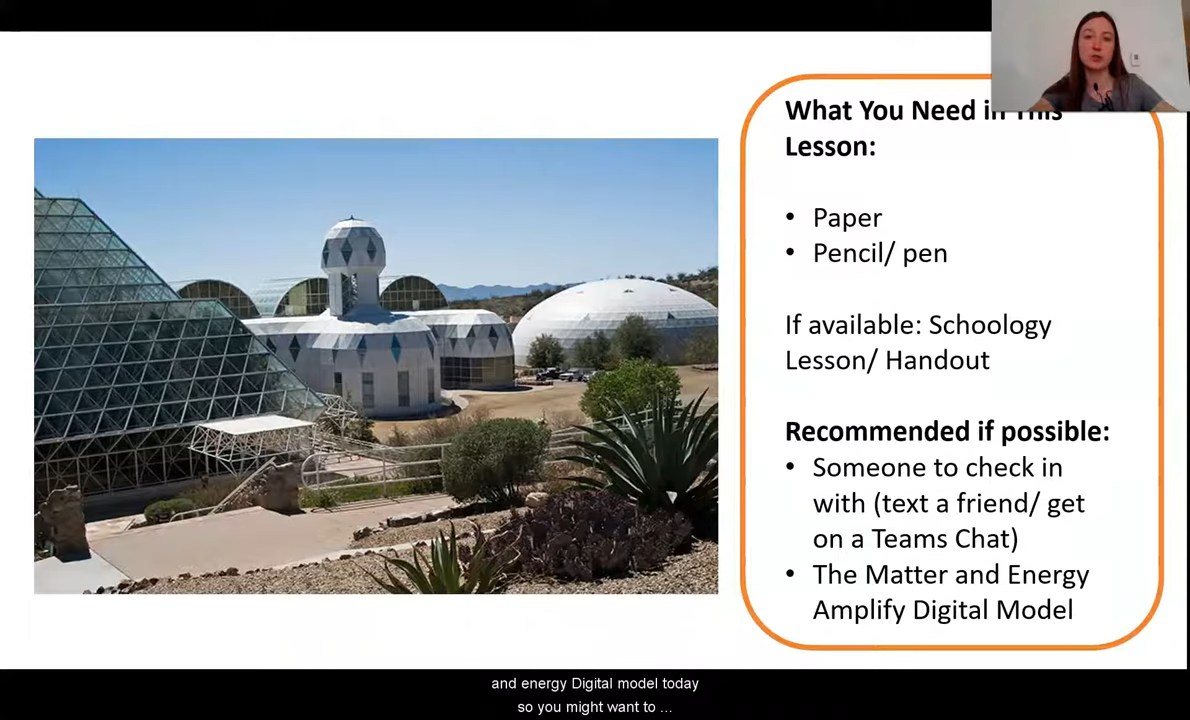 What You Need in This
Lesson:
• Paper
• Pencil/ pen
If available: Schoology
Lesson/ Handout
Recommended if possible:
• Someone to check in
with (text a friend/ get
on a Teams Chat)
• The Matter and Energy
Amplify Digital Model
and energy Digital model today
so you might want to ...